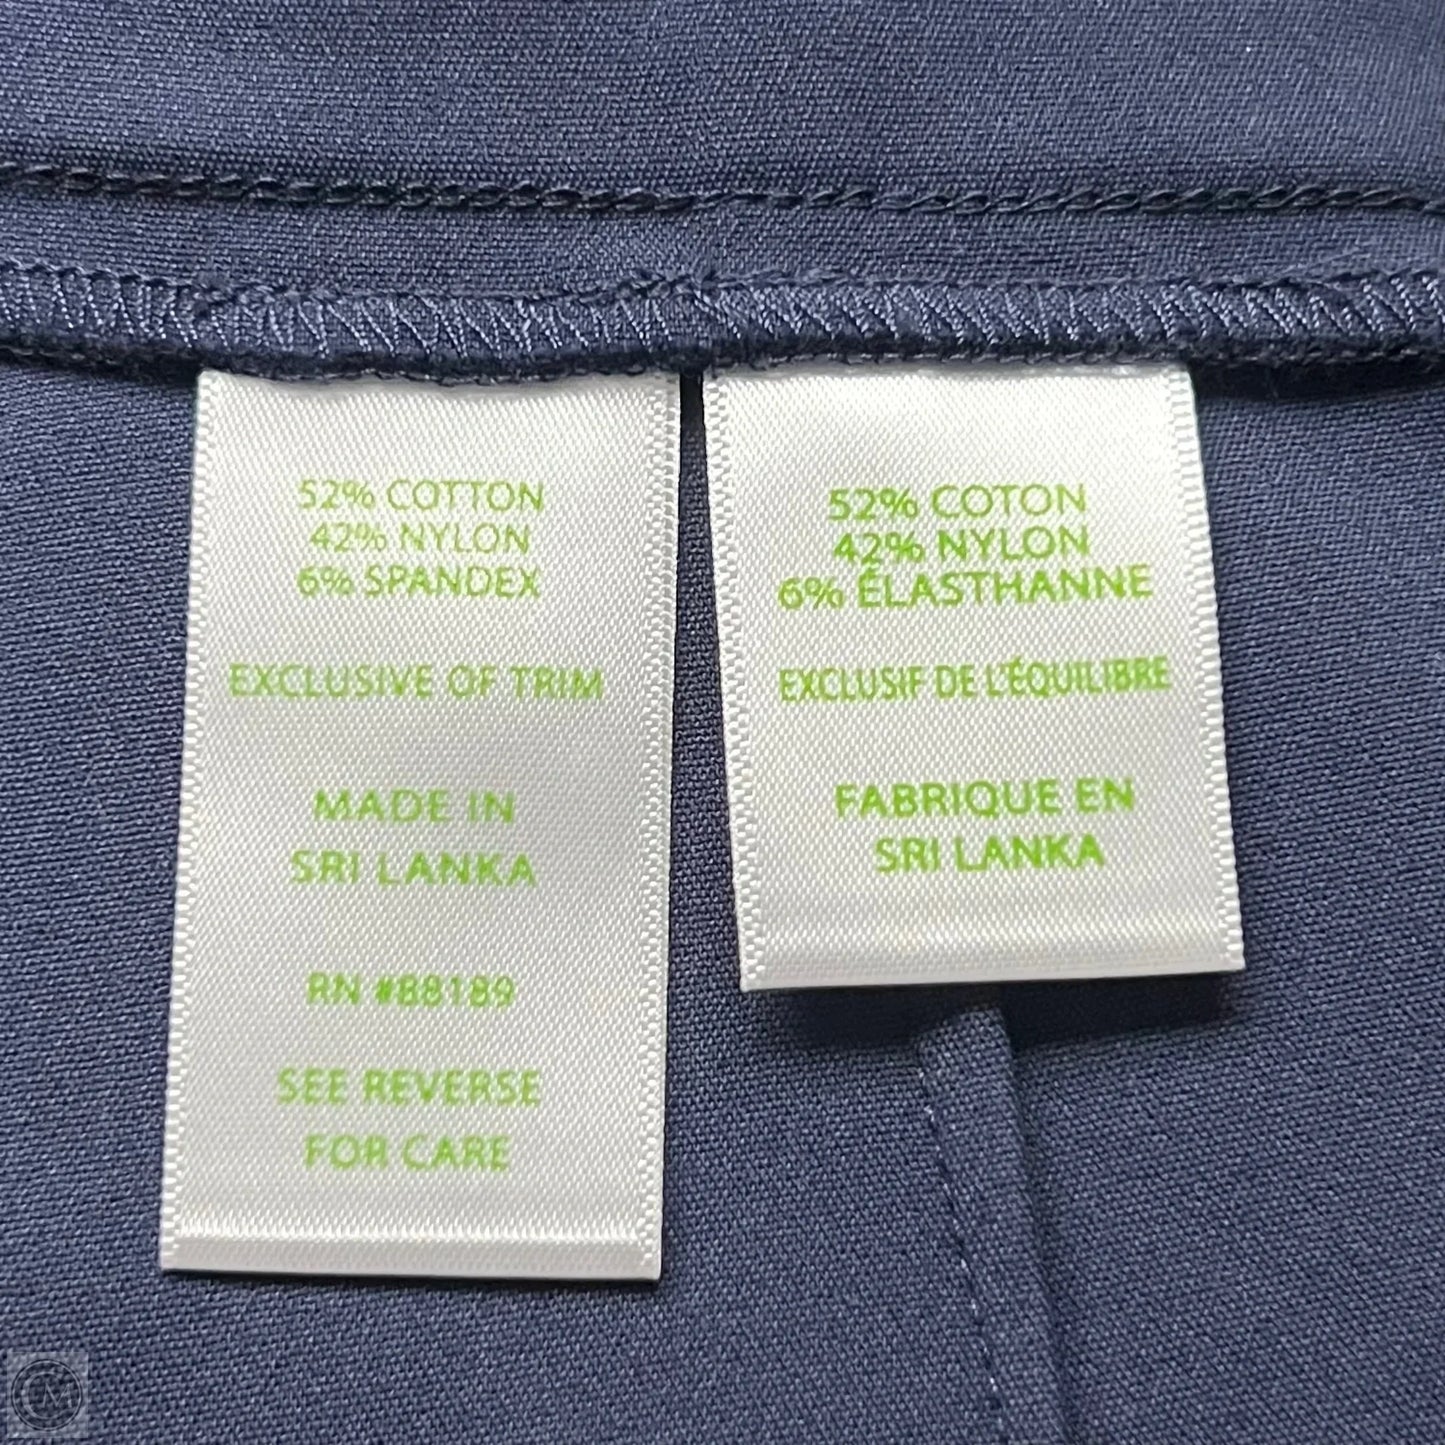 52% COTTON
42% NYLON
6% SPANDEX
EXCLUSIVE OF TRIM
MADE IN
SRI LANKA
RN #88189
SEE REVERSE
FOR CARE
52% COTON
42% NYLON
6% ÉLASTHANNE
EXCLUSIF DE L'ÉQUILIBRE
FABRIQUE EN
SRI LANKA
CM